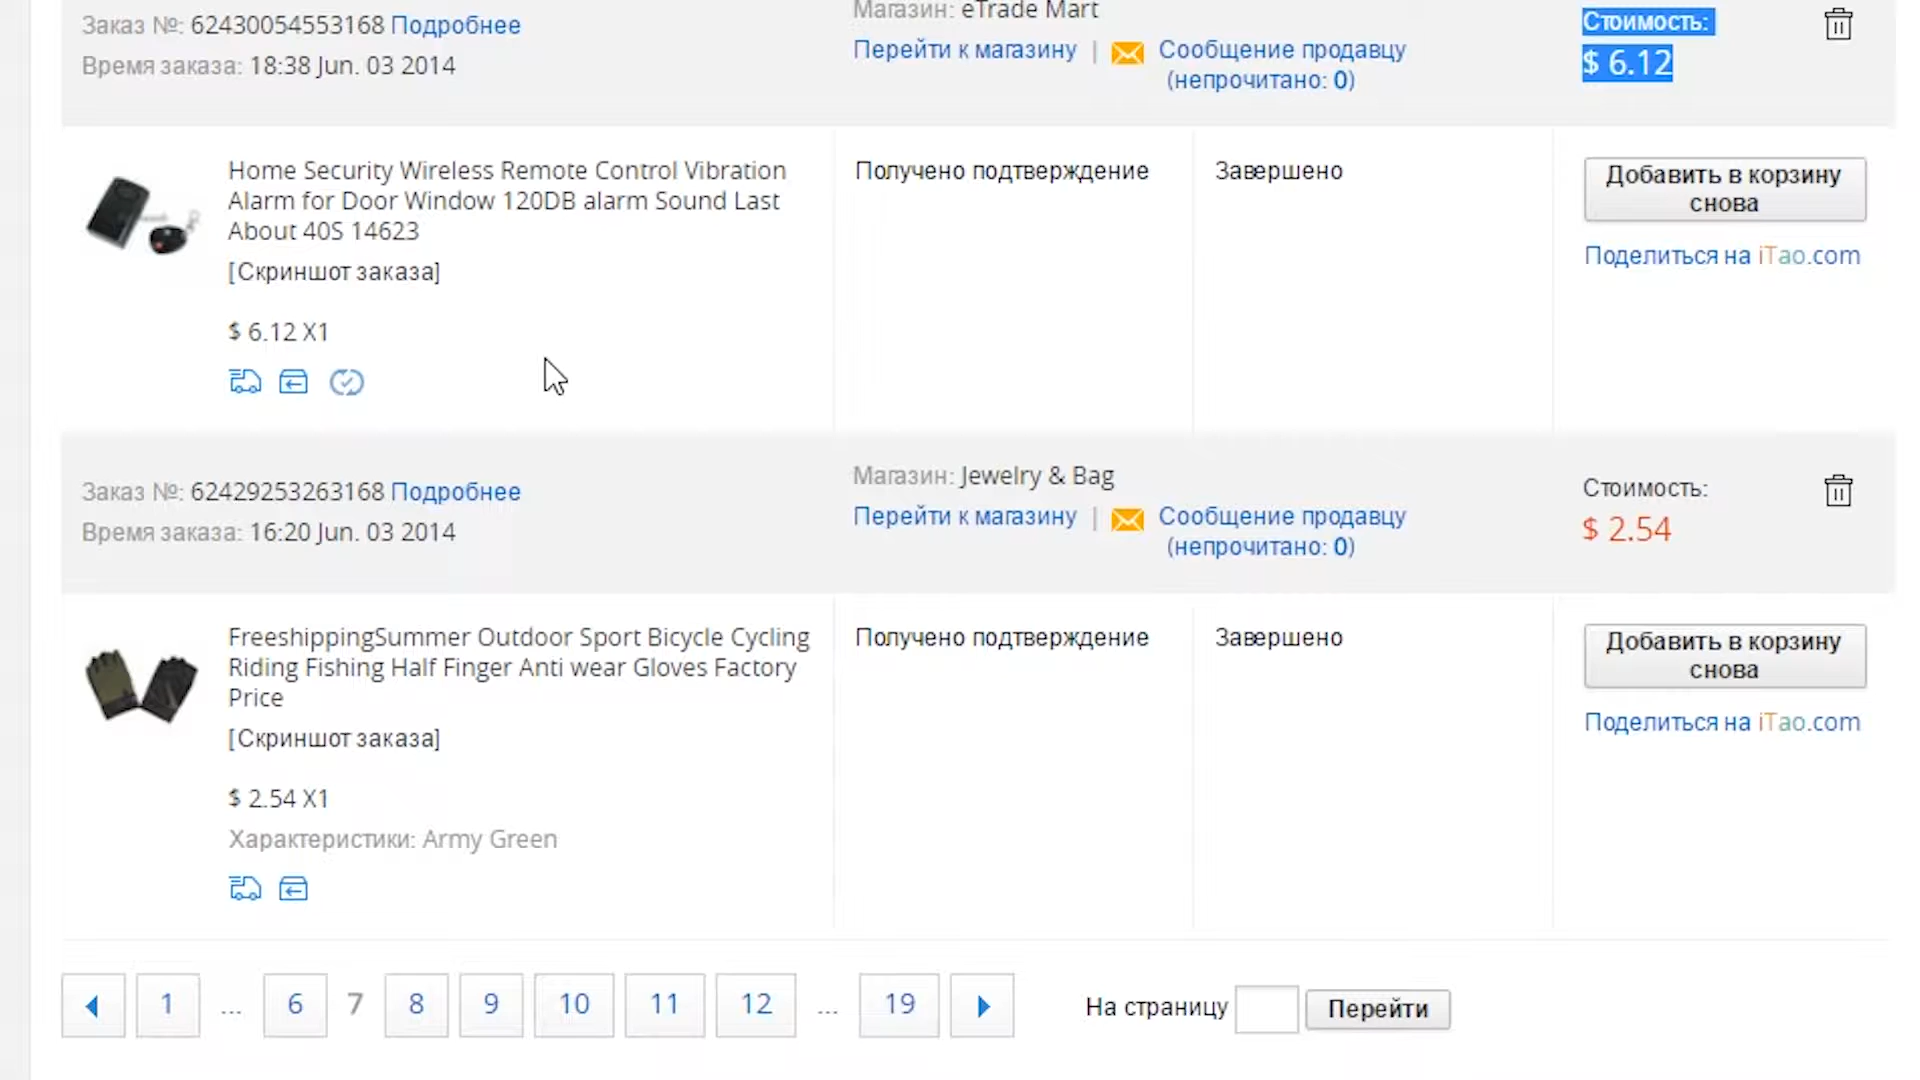 Заказ №: 62430054553168 Подробнее
Время заказа: 18:38 Jun. 03 2014
Магазин: eTrade Mart
Перейти к магазину | Сообщение продавцу
(непрочитано: 0)
Стоимость:
$ 6.12
Home Security Wireless Remote Control Vibration
Alarm for Door Window 120DB alarm Sound Last
About 40S 14623
[Скриншот заказа]
$ 6.12 X1
Получено подтверждение
Завершено
Добавить в корзину
снова
Поделиться на iTao.com
Заказ №: 62429253263168 Подробнее
Время заказа: 16:20 Jun. 03 2014
Магазин: Jewelry & Bag
Перейти к магазину | Сообщение продавцу
(непрочитано: 0)
Стоимость:
$ 2.54
FreeshippingSummer Outdoor Sport Bicycle Cycling
Riding Fishing Half Finger Anti wear Gloves Factory
Price
[Скриншот заказа]
$ 2.54 X1
Характеристики: Army Green
Получено подтверждение
Завершено
Добавить в корзину
снова
Поделиться на iTao.com
1 ... 6 7 8 9 10 11 12 ... 19 На страницу Перейти